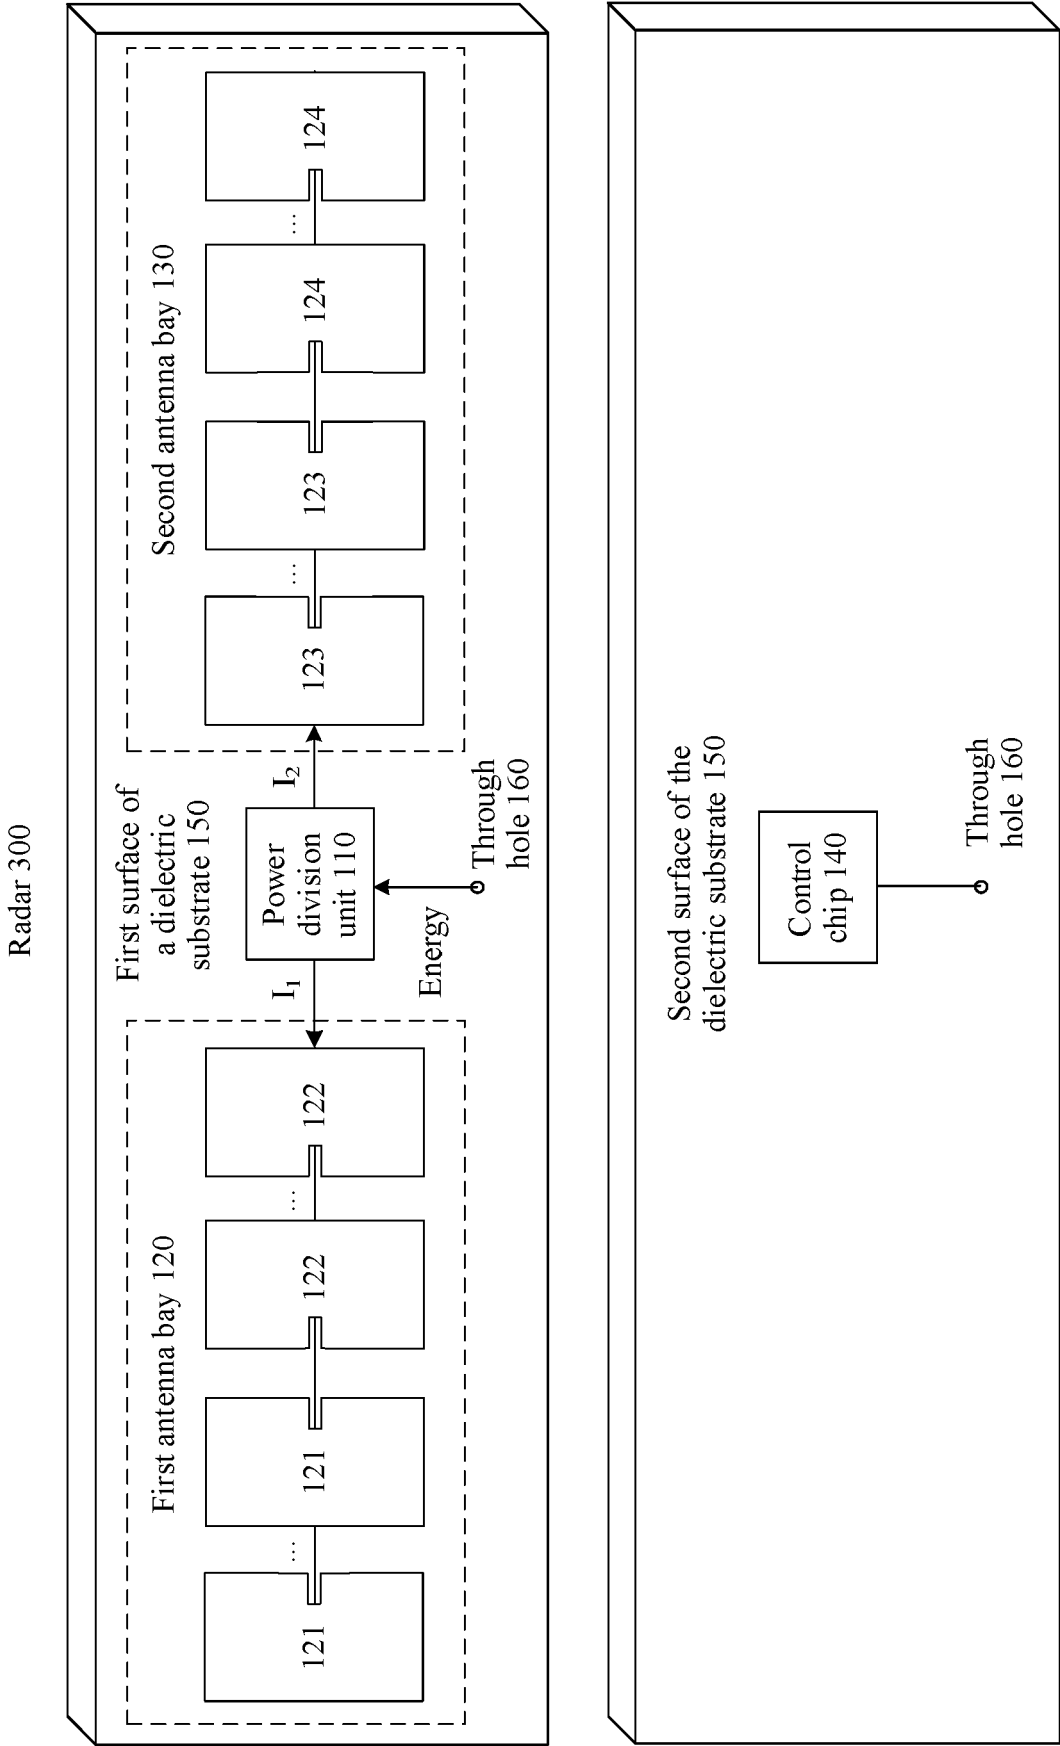 Radar 300
First surface of
a dielectric
substrate 150
First antenna bay 120
Second antenna bay 130
121
...
121
122
...
122
I1
Power
division
unit 110
I2
123
...
123
124
...
124
Energy
Through
hole 160
Second surface of the
dielectric substrate 150
Control
chip 140
Through
hole 160